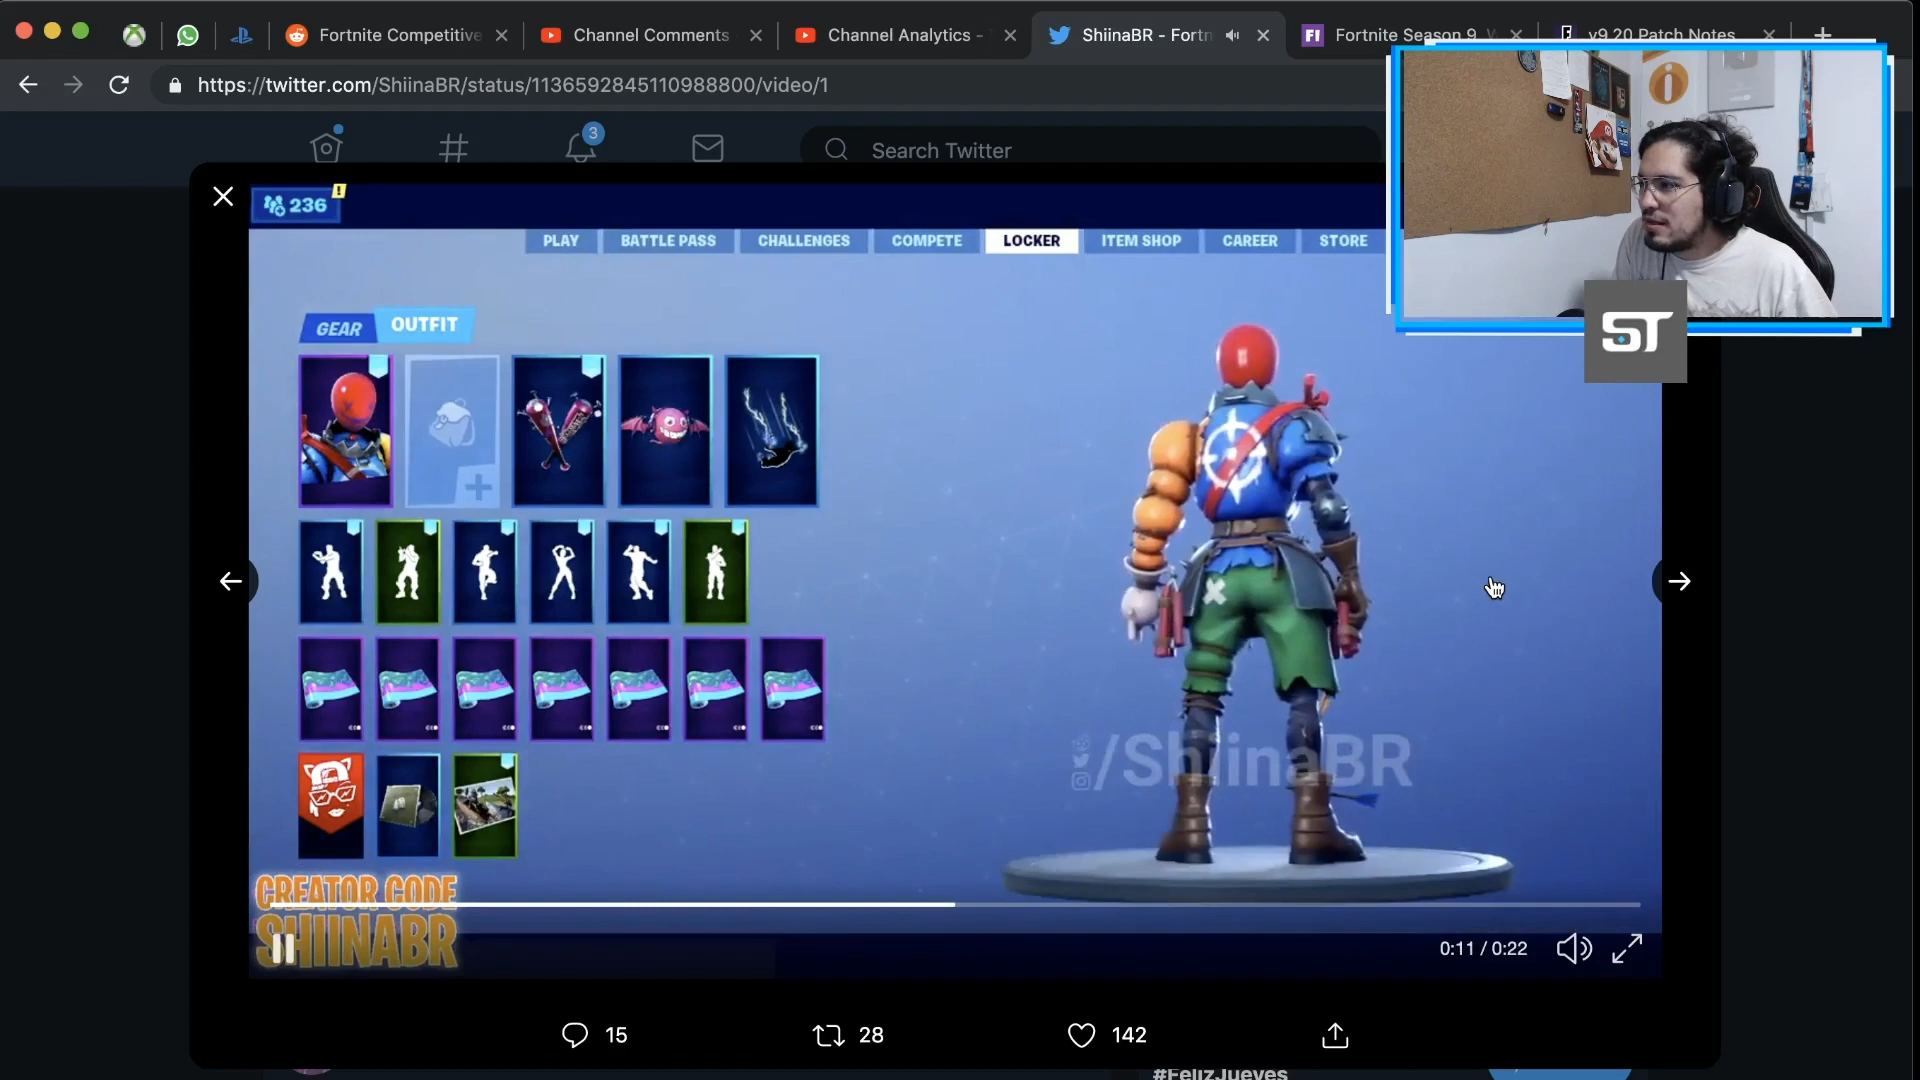 Fortnite Competitive
Channel Comments
Channel Analytics -
ShiinaBR - Fortn
Fortnite Season 9
v9.20 Patch Notes
https://twitter.com/ShiinaBR/status/1136592845110988800/video/1
3
Search Twitter
236
!
PLAY
BATTLE PASS
CHALLENGES
COMPETE
LOCKER
ITEM SHOP
CAREER
STORE
GEAR
OUTFIT
ST
/ShiinaBR
CREATOR CODE
SHIINABR
0:11 / 0:22
15
28
142
#FelizJueves